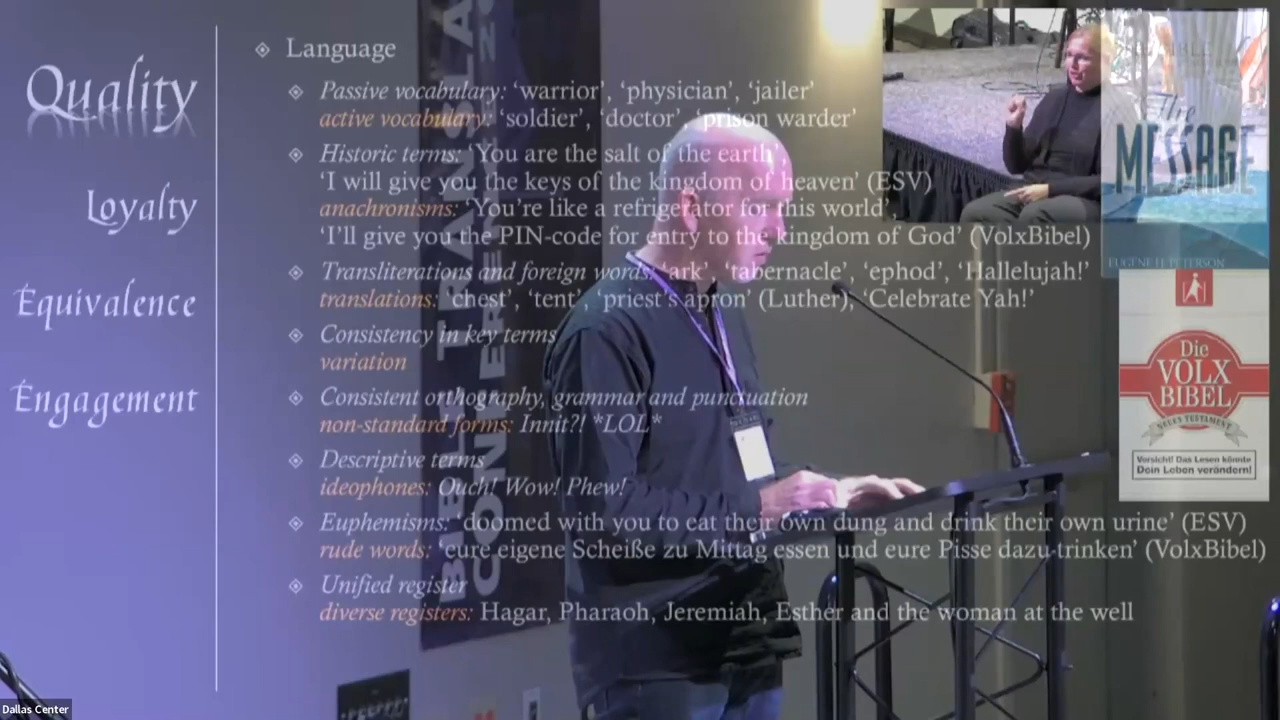 Quality
Loyalty
Equivalence
Engagement
Language
Passive vocabulary: ‘warrior’, ‘physician’, ‘jailer’
active vocabulary: ‘soldier’, ‘doctor’, ‘prison warder’
Historic terms: ‘You are the salt of the earth’,
‘I will give you the keys of the kingdom of heaven’ (ESV)
anachronisms: ‘You’re like a refrigerator for this world’,
‘I’ll give you the PIN-code for entry to the kingdom of God’ (VolxBibel)
Transliterations and foreign words: ‘ark’, ‘tabernacle’, ‘ephod’, ‘Hallelujah!’
translations: ‘chest’, ‘tent’, ‘priest’s apron’ (Luther), ‘Celebrate Yah!’
Consistency in key terms
variation
Consistent orthography, grammar and punctuation
non-standard forms: Innit?! *LOL*
Descriptive terms
ideophones: Ouch! Wow! Phew!
Euphemisms: ‘doomed with you to eat their own dung and drink their own urine’ (ESV)
rude words: ‘eure eigene Scheiße zu Mittag essen und eure Pisse dazu trinken’ (VolxBibel)
Unified register
diverse registers: Hagar, Pharaoh, Jeremiah, Esther and the woman at the well
The
MESSAGE
EUGENE H. PETERSON
Die
VOLX
BIBEL
NEUES TESTAMENT
Vorsicht! Das Lesen könnte
Dein Leben verändern!
BIBLE TRANSLA
CONFERENC
Dallas Center